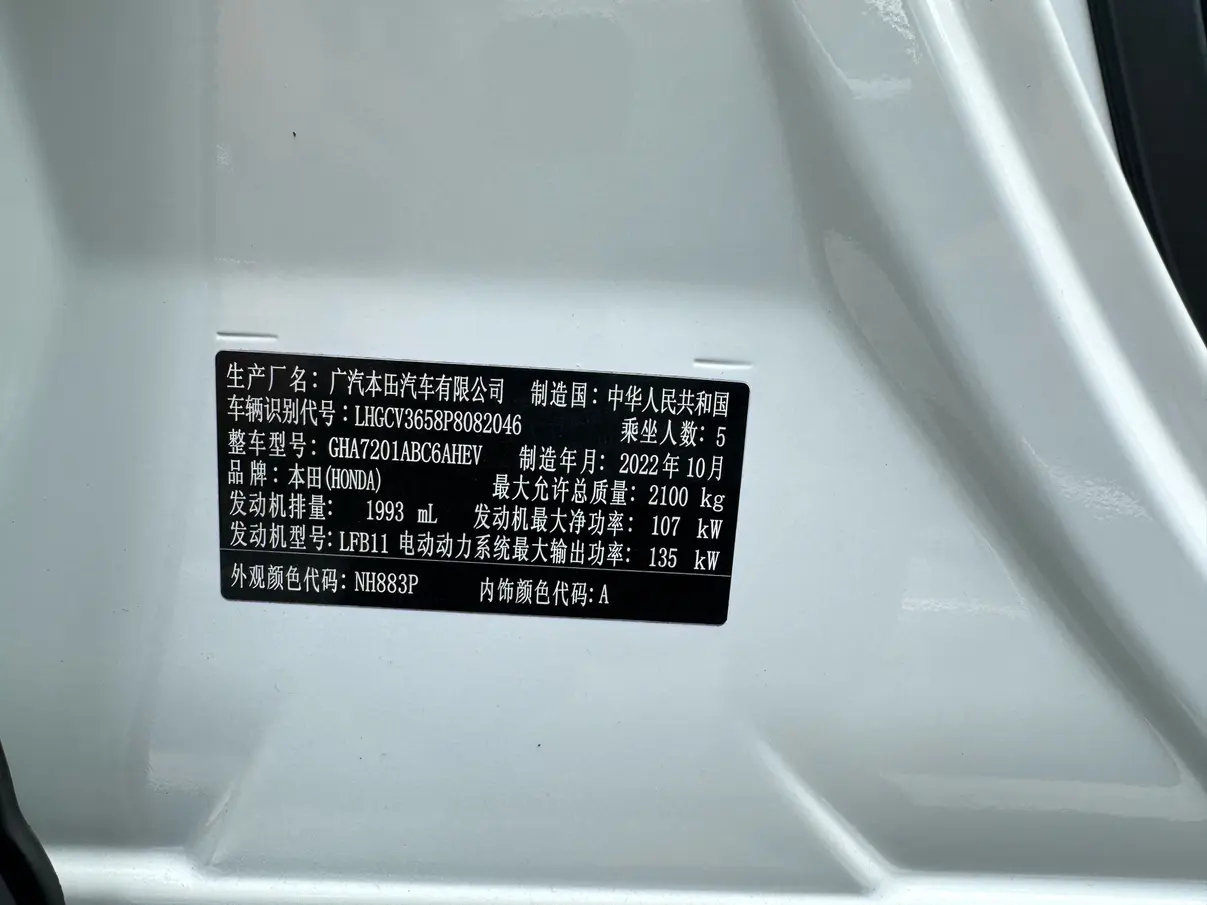 生产厂名：广汽本田汽车有限公司 制造国：中华人民共和国
车辆识别代号：LHGCV3658P8082046 乘坐人数：5
整车型号：GHA7201ABC6AHEV 制造年月：2022年10月
品牌：本田(HONDA) 最大允许总质量：2100 kg
发动机排量： 1993 mL 发动机最大净功率：107 kW
发动机型号：LFB11 电动动力系统最大输出功率：135 kW
外观颜色代码：NH883P 内饰颜色代码：A